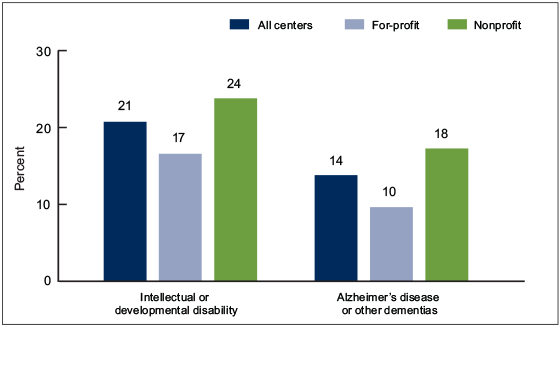 All centers For-profit Nonprofit
30
20
10
0
Percent
21 17 24
14 10 18
Intellectual or
developmental disability
Alzheimer's disease
or other dementias